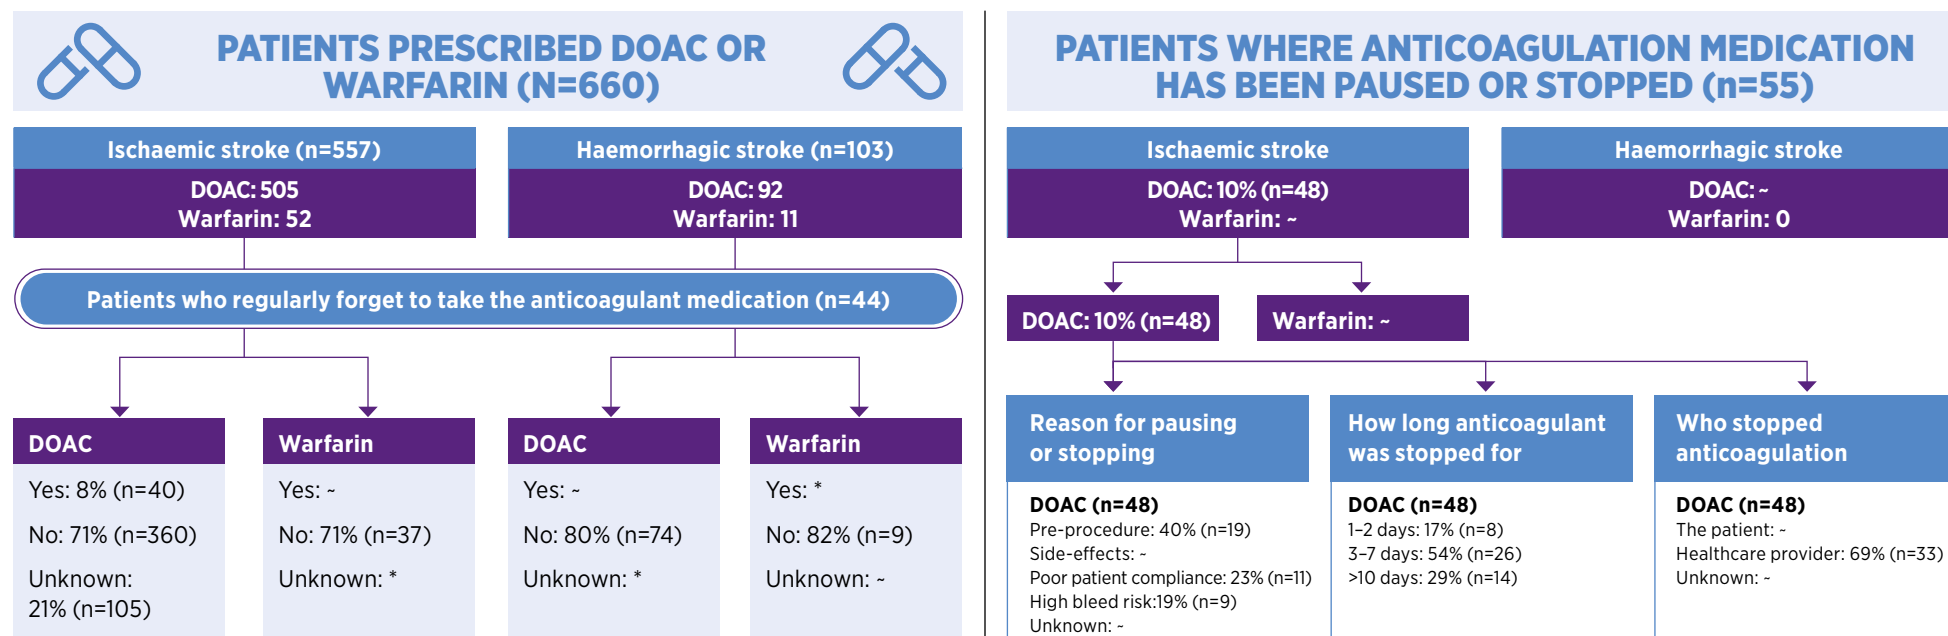 PATIENTS PRESCRIBED DOAC OR
WARFARIN (N=660)
Ischaemic stroke (n=557)
DOAC: 505
Warfarin: 52
Haemorrhagic stroke (n=103)
DOAC: 92
Warfarin: 11
Patients who regularly forget to take the anticoagulant medication (n=44)
DOAC
Yes: 8% (n=40)
No: 71% (n=360)
Unknown:
21% (n=105)
Warfarin
Yes: ~
No: 71% (n=37)
Unknown: *
DOAC
Yes: ~
No: 80% (n=74)
Unknown: *
Warfarin
Yes: *
No: 82% (n=9)
Unknown: ~
PATIENTS WHERE ANTICOAGULATION MEDICATION
HAS BEEN PAUSED OR STOPPED (n=55)
Ischaemic stroke
DOAC: 10% (n=48)
Warfarin: ~
Haemorrhagic stroke
DOAC: ~
Warfarin: 0
DOAC: 10% (n=48)
Warfarin: ~
Reason for pausing
or stopping
DOAC (n=48)
Pre-procedure: 40% (n=19)
Side-effects: ~
Poor patient compliance: 23% (n=11)
High bleed risk:19% (n=9)
Unknown: ~
How long anticoagulant
was stopped for
DOAC (n=48)
1–2 days: 17% (n=8)
3–7 days: 54% (n=26)
>10 days: 29% (n=14)
Who stopped
anticoagulation
DOAC (n=48)
The patient: ~
Healthcare provider: 69% (n=33)
Unknown: ~